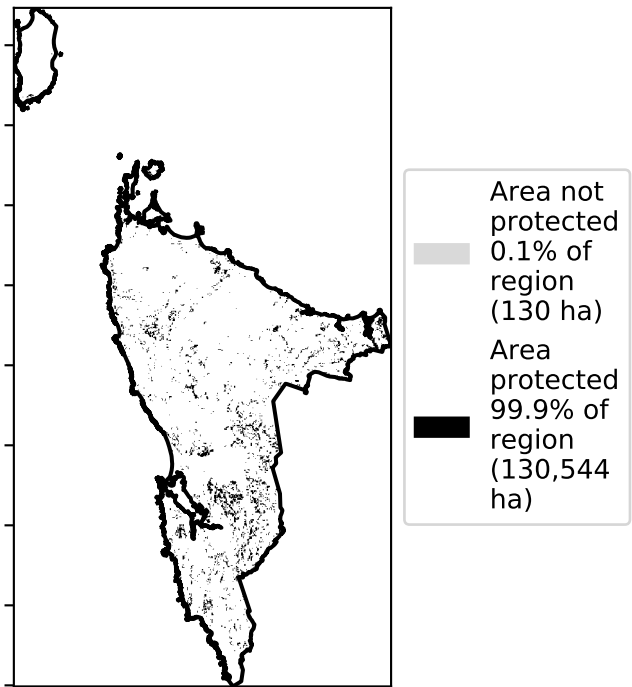 Area not
protected
0.1% of
region
(130 ha)
Area
protected
99.9% of
region
(130,544
ha)